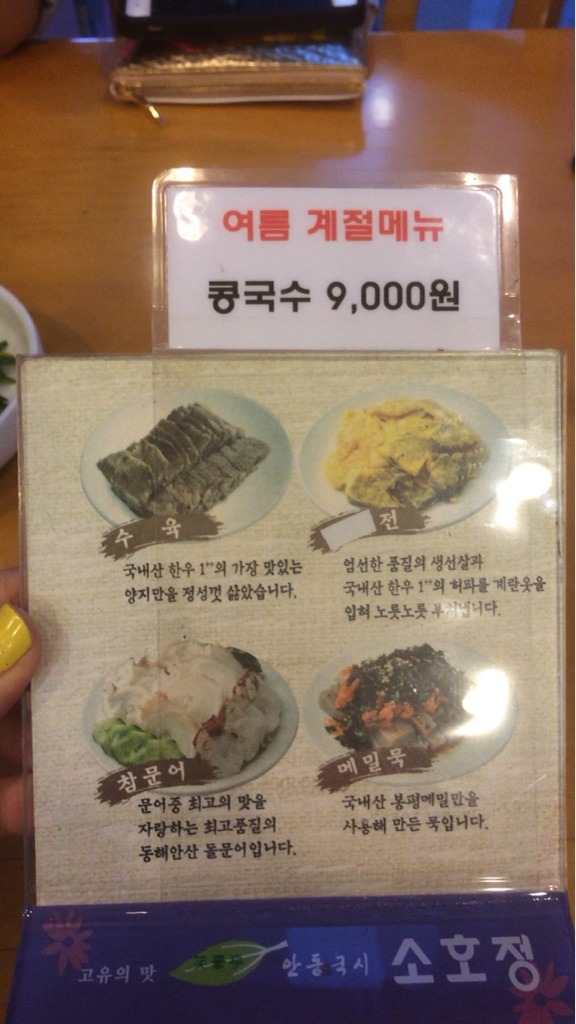 여름 계절메뉴
콩국수 9,000원
수 육
국내산 한우 1⁺⁺의 가장 맛있는
양지만을 정성껏 삶았습니다.
전
엄선한 품질의 생선살과
국내산 한우 1⁺⁺의 허파를 계란옷을
입혀 노릇노릇 부쳐냅니다.
참문어
문어중 최고의 맛을
자랑하는 최고품질의
동해안산 돌문어입니다.
메밀묵
국내산 봉평메밀만을
사용해 만든 묵입니다.
고유의 맛
안동국시
소호정